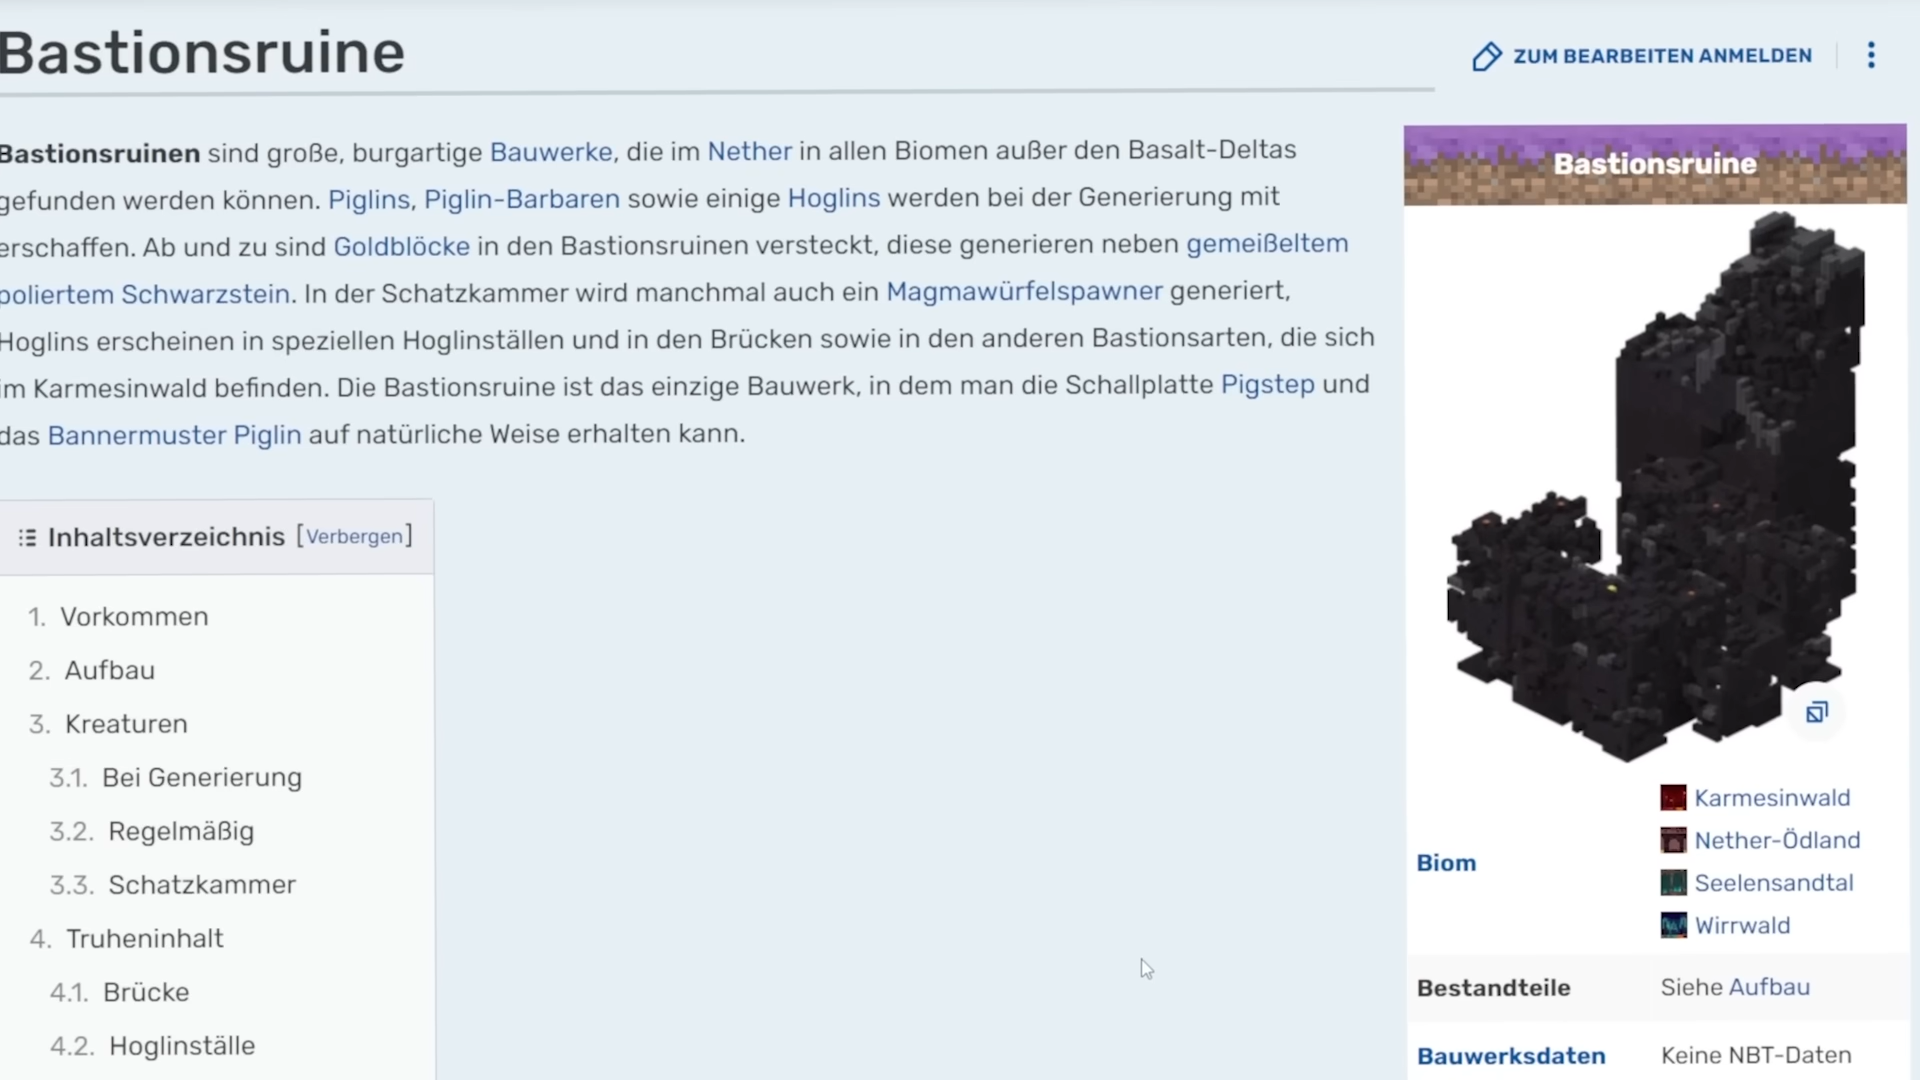 Bastionsruine
ZUM BEARBEITEN ANMELDEN
Bastionsruinen sind große, burgartige Bauwerke, die im Nether in allen Biomen außer den Basalt-Deltas
gefunden werden können. Piglins, Piglin-Barbaren sowie einige Hoglins werden bei der Generierung mit
erschaffen. Ab und zu sind Goldblöcke in den Bastionsruinen versteckt, diese generieren neben gemeißeltem
poliertem Schwarzstein. In der Schatzkammer wird manchmal auch ein Magmawürfelspawner generiert,
Hoglins erscheinen in speziellen Hoglinställen und in den Brücken sowie in den anderen Bastionsarten, die sich
im Karmesinwald befinden. Die Bastionsruine ist das einzige Bauwerk, in dem man die Schallplatte Pigstep und
das Bannermuster Piglin auf natürliche Weise erhalten kann.
Inhaltsverzeichnis [Verbergen]
1. Vorkommen
2. Aufbau
3. Kreaturen
3.1. Bei Generierung
3.2. Regelmäßig
3.3. Schatzkammer
4. Truheninhalt
4.1. Brücke
4.2. Hoglinställe
Bastionsruine
Biom
Karmesinwald
Nether-Ödland
Seelensandtal
Wirrwald
Bestandteile Siehe Aufbau
Bauwerksdaten Keine NBT-Daten